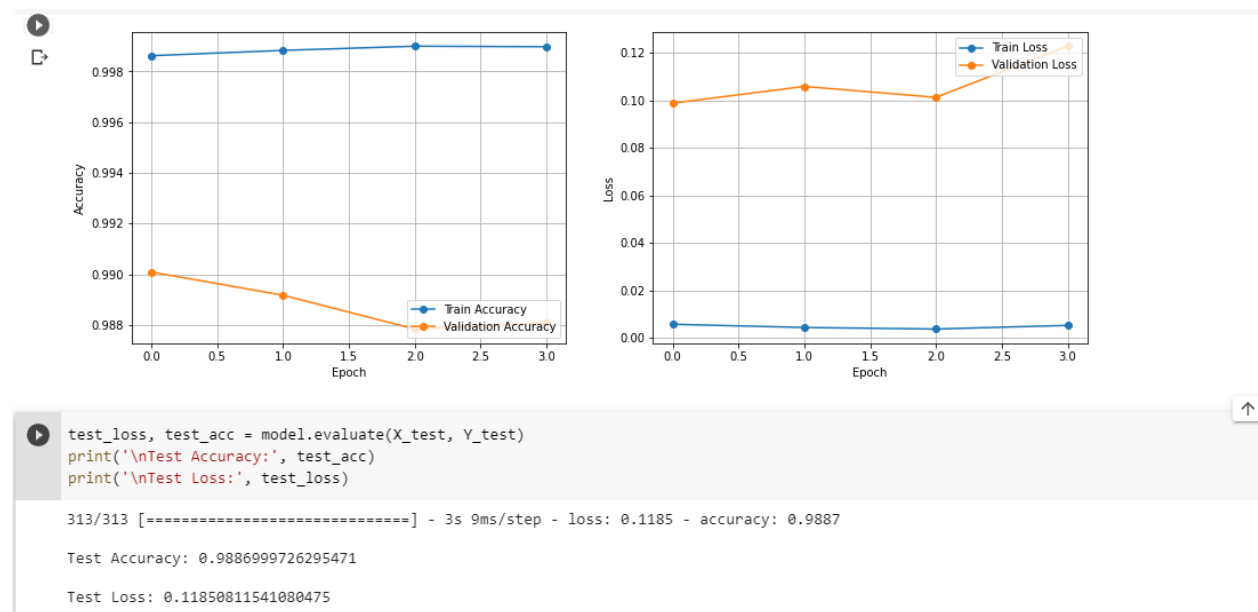 0.998
0.996
0.994
0.992
0.990
0.988
Accuracy
0.0 0.5 1.0 1.5 2.0 2.5 3.0
Epoch
Train Accuracy
Validation Accuracy
0.12
0.10
0.08
0.06
0.04
0.02
0.00
Loss
0.0 0.5 1.0 1.5 2.0 2.5 3.0
Epoch
Train Loss
Validation Loss
test_loss, test_acc = model.evaluate(X_test, Y_test)
print('\nTest Accuracy:', test_acc)
print('\nTest Loss:', test_loss)
313/313 [==============================] - 3s 9ms/step - loss: 0.1185 - accuracy: 0.9887
Test Accuracy: 0.9886999726295471
Test Loss: 0.11850811541080475